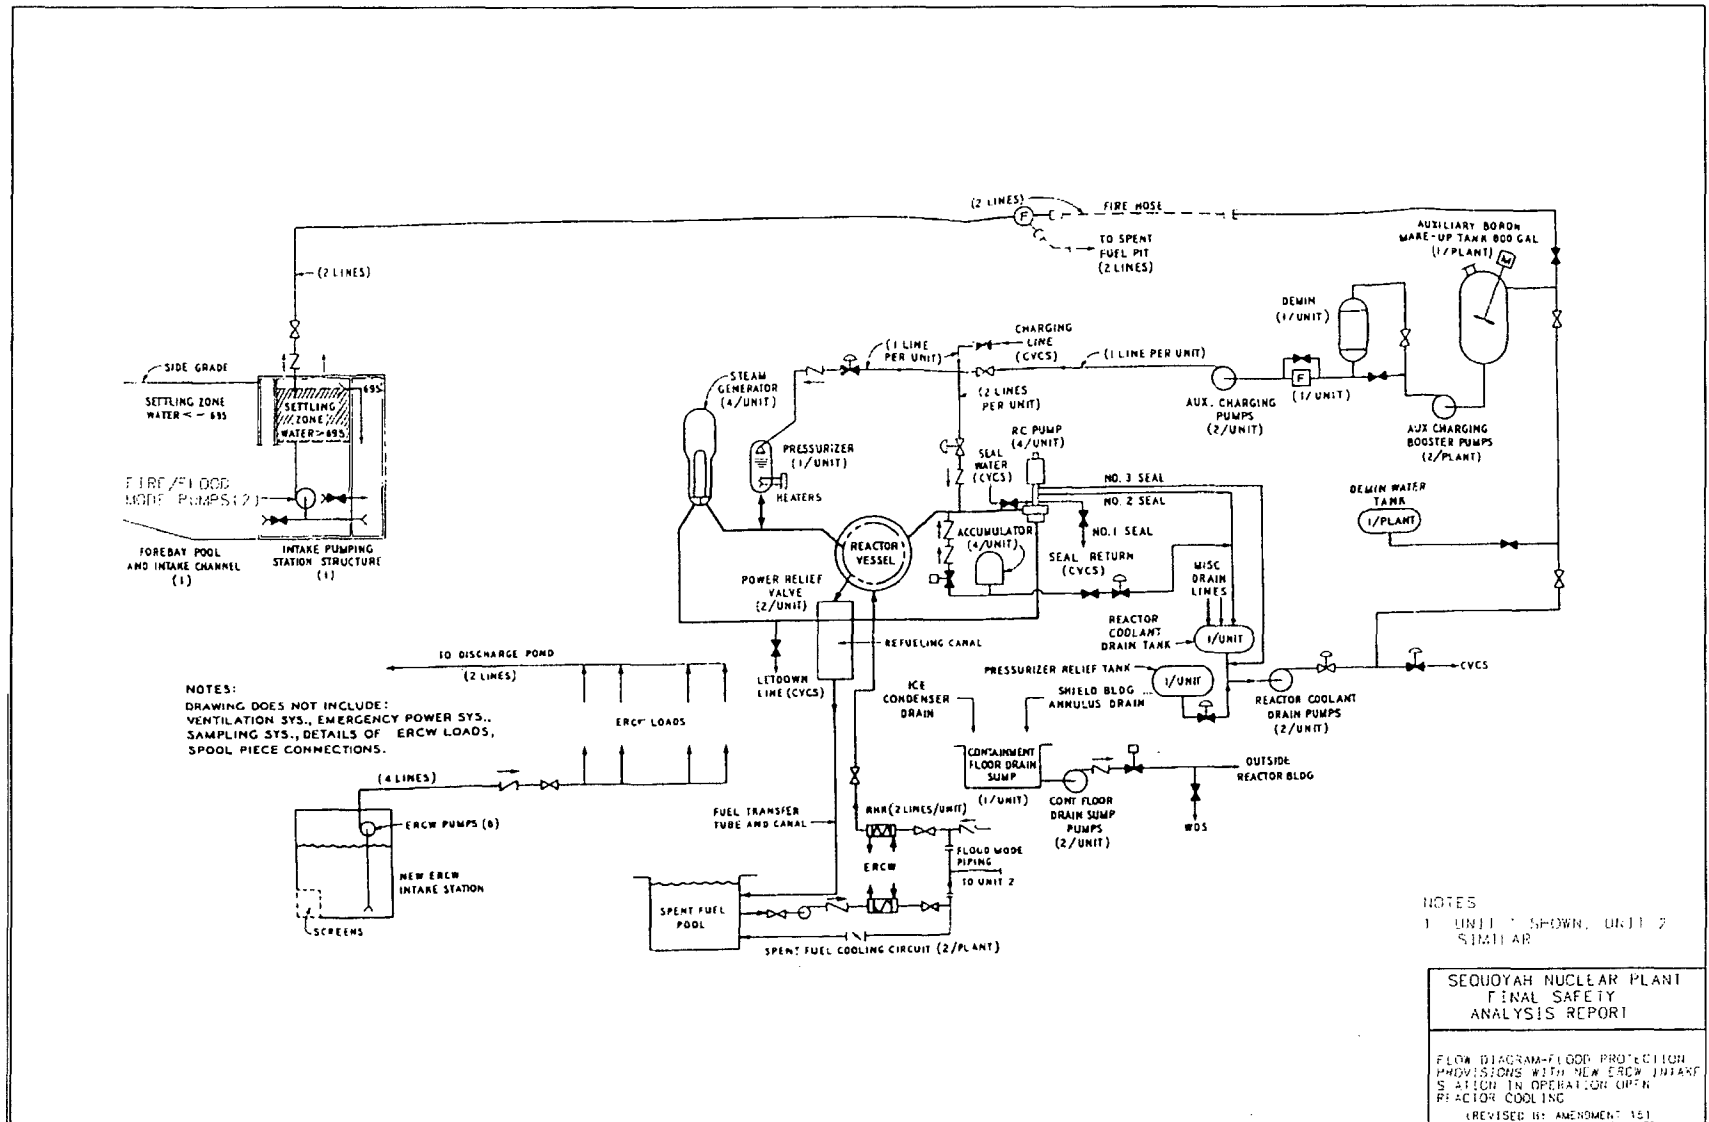 (2 LINES)
FIRE HOSE
F
TO SPENT
FUEL PIT
(2 LINES)
(2 LINES)
AUXILIARY BORON
MAKE-UP TANK 800 GAL
(1/PLANT)
M
DEMIN
(1/UNIT)
CHARGING
LINE
(CVCS)
(1 LINE
PER UNIT)
(1 LINE PER UNIT)
(2 LINES
PER UNIT)
F
(1/UNIT)
AUX. CHARGING
PUMPS
(2/UNIT)
AUX CHARGING
BOOSTER PUMPS
(2/PLANT)
SIDE GRADE
SETTLING ZONE
WATER < ~ 695
695
SETTLING
ZONE
WATER>695
STEAM
GENERATOR
(4/UNIT)
PRESSURIZER
(1/UNIT)
HEATERS
RC PUMP
(4/UNIT)
SEAL
WATER
(CVCS)
NO. 3 SEAL
NO. 2 SEAL
NO.1 SEAL
SEAL RETURN
(CVCS)
DEMIN WATER
TANK
1/PLANT
FIRE/FLOOD
MODE PUMPS(2)
FOREBAY POOL
AND INTAKE CHANNEL
(1)
INTAKE PUMPING
STATION STRUCTURE
(1)
REACTOR
VESSEL
ACCUMULATOR
(4/UNIT)
POWER RELIEF
VALVE
(2/UNIT)
MISC
DRAIN
LINES
REACTOR
COOLANT
DRAIN TANK
1/UNIT
REFUELING CANAL
PRESSURIZER RELIEF TANK
1/UNIT
CVCS
REACTOR COOLANT
DRAIN PUMPS
(2/UNIT)
TO DISCHARGE POND
(2 LINES)
LETDOWN
LINE (CVCS)
ICE
CONDENSER
DRAIN
SHIELD BLDG
ANNULUS DRAIN
NOTES:
DRAWING DOES NOT INCLUDE:
VENTILATION SYS., EMERGENCY POWER SYS.,
SAMPLING SYS., DETAILS OF ERCW LOADS,
SPOOL PIECE CONNECTIONS.
ERCW LOADS
(4 LINES)
CONTAINMENT
FLOOR DRAIN
SUMP
(1/UNIT)
CONT FLOOR
DRAIN SUMP
PUMPS
(2/UNIT)
OUTSIDE
REACTOR BLDG
WDS
ERCW PUMPS (8)
NEW ERCW
INTAKE STATION
SCREENS
FUEL TRANSFER
TUBE AND CANAL
RHR (2 LINES/UNIT)
ERCW
FLOOD MODE
PIPING
TO UNIT 2
SPENT FUEL
POOL
SPENT FUEL COOLING CIRCUIT (2/PLANT)
NOTES
1 UNIT 1 SHOWN, UNIT 2
SIMILAR
SEQUOYAH NUCLEAR PLANT
FINAL SAFETY
ANALYSIS REPORT
FLOW DIAGRAM-FLOOD PROTECTION
PROVISIONS WITH NEW ERCW INTAKE
STATION IN OPERATION OPEN
REACTOR COOLING
(REVISED BY AMENDMENT